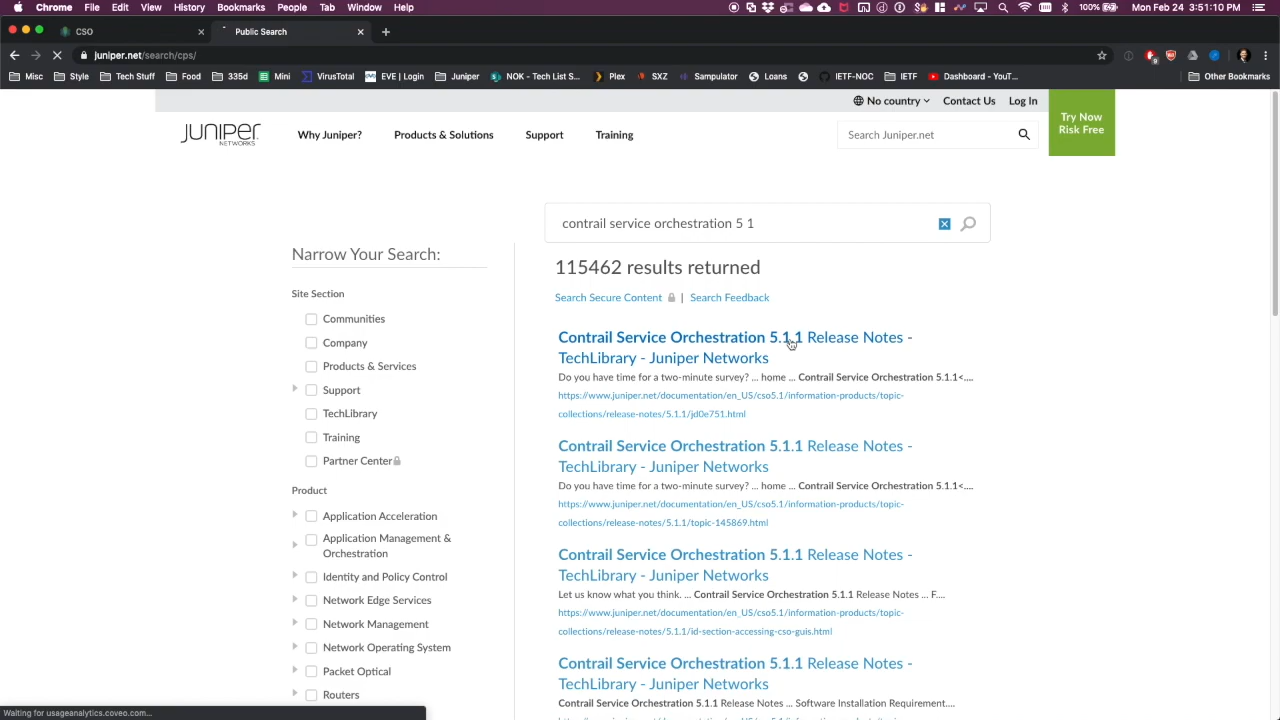 Chrome File Edit View History Bookmarks People Tab Window Help
100% Mon Feb 24 3:51:10 PM
CSO
Public Search
juniper.net/search/cps/
Misc Style Tech Stuff Food 335d Mini VirusTotal EVE | Login Juniper NOK - Tech List S... Plex SXZ Sampulator Loans IETF-NOC IETF Dashboard - YouT... Other Bookmarks
No country Contact Us Log In
Try Now
Risk Free
JUNIPER
NETWORKS
Why Juniper? Products & Solutions Support Training
Search Juniper.net
contrail service orchestration 5 1
Narrow Your Search:
115462 results returned
Site Section
Search Secure Content | Search Feedback
Communities
Company
Products & Services
Support
TechLibrary
Training
Partner Center
Product
Application Acceleration
Application Management &
Orchestration
Identity and Policy Control
Network Edge Services
Network Management
Network Operating System
Packet Optical
Routers
Contrail Service Orchestration 5.1.1 Release Notes -
TechLibrary - Juniper Networks
Do you have time for a two-minute survey? ... home ... Contrail Service Orchestration 5.1.1<....
https://www.juniper.net/documentation/en_US/cso5.1/information-products/topic-
collections/release-notes/5.1.1/jd0e751.html
Contrail Service Orchestration 5.1.1 Release Notes -
TechLibrary - Juniper Networks
Do you have time for a two-minute survey? ... home ... Contrail Service Orchestration 5.1.1<....
https://www.juniper.net/documentation/en_US/cso5.1/information-products/topic-
collections/release-notes/5.1.1/topic-145869.html
Contrail Service Orchestration 5.1.1 Release Notes -
TechLibrary - Juniper Networks
Let us know what you think. ... Contrail Service Orchestration 5.1.1 Release Notes ... F....
https://www.juniper.net/documentation/en_US/cso5.1/information-products/topic-
collections/release-notes/5.1.1/id-section-accessing-cso-guis.html
Contrail Service Orchestration 5.1.1 Release Notes -
TechLibrary - Juniper Networks
Contrail Service Orchestration 5.1.1 Release Notes ... Software Installation Requirement....
Waiting for usageanalytics.coveo.com...